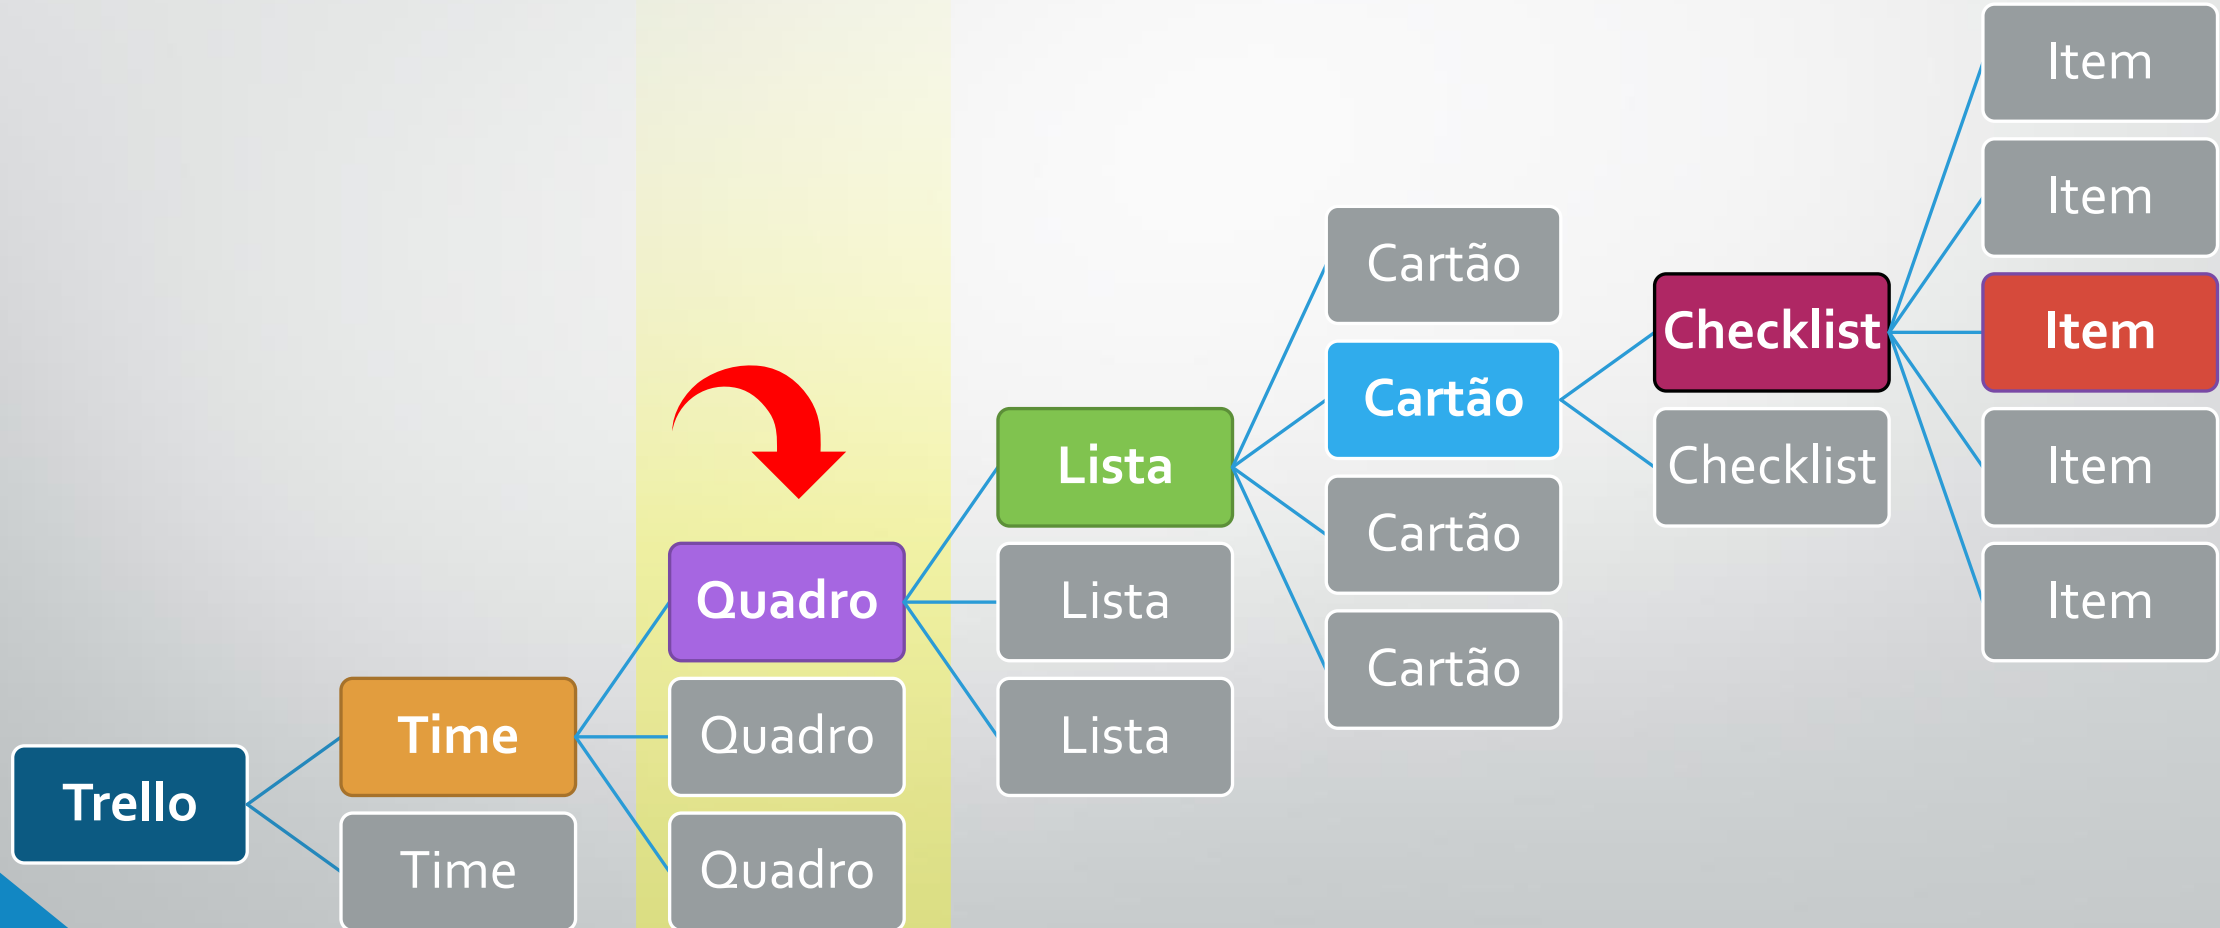 Trello
Time
Time
Quadro
Quadro
Quadro
Lista
Lista
Lista
Cartão
Cartão
Cartão
Cartão
Checklist
Checklist
Item
Item
Item
Item
Item